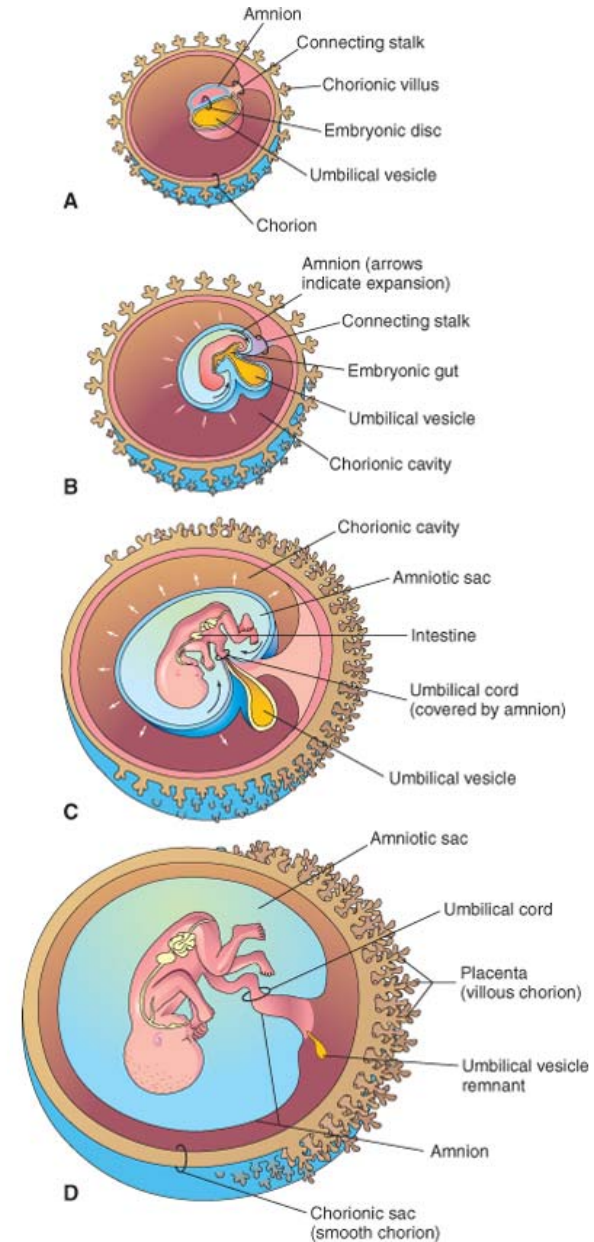 Amnion
Connecting stalk
Chorionic villus
Embryonic disc
Umbilical vesicle
A
Chorion
Amnion (arrows
indicate expansion)
Connecting stalk
Embryonic gut
Umbilical vesicle
Chorionic cavity
B
Chorionic cavity
Amniotic sac
Intestine
Umbilical cord
(covered by amnion)
Umbilical vesicle
C
Amniotic sac
Umbilical cord
Placenta
(villous chorion)
Umbilical vesicle
remnant
Amnion
D
Chorionic sac
(smooth chorion)